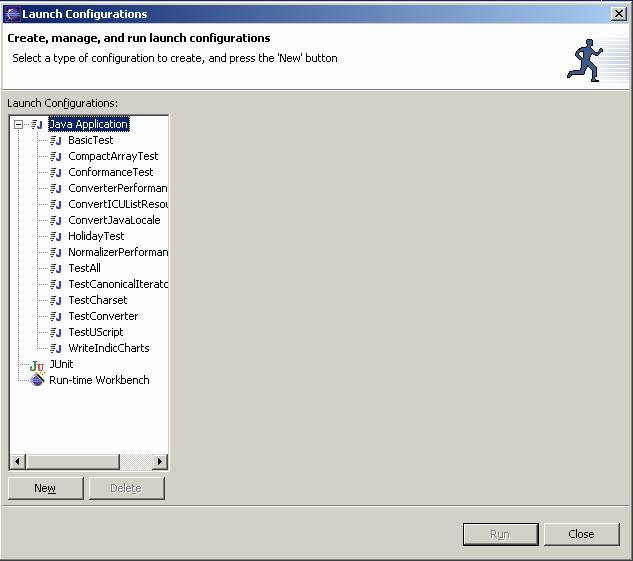 Launch Configurations
Create, manage, and run launch configurations
Select a type of configuration to create, and press the 'New' button
Launch Configurations:
Java Application
BasicTest
CompactArrayTest
ConformanceTest
ConverterPerforman
ConvertICUListResou
ConvertJavaLocale
HolidayTest
NormalizerPerforman
TestAll
TestCanonicalIterato
TestCharset
TestConverter
TestUScript
WriteIndicCharts
JUnit
Run-time Workbench
New Delete
Run Close